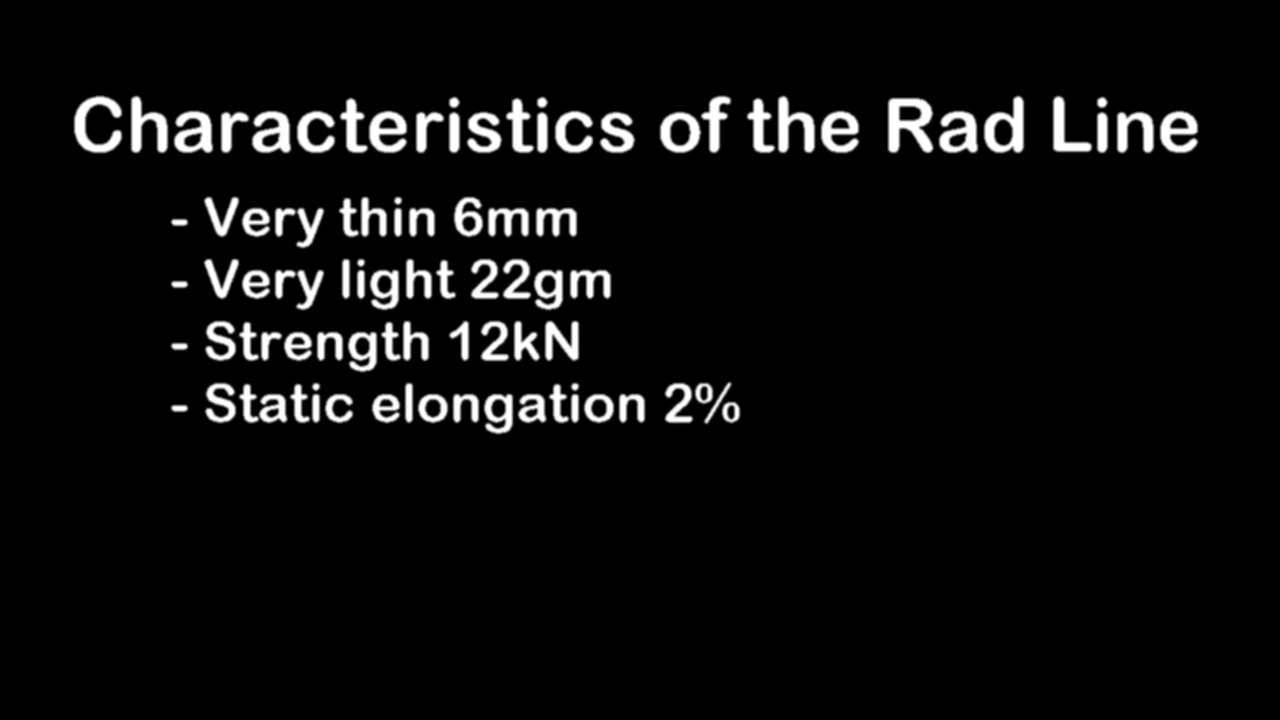 Characteristics of the Rad Line
- Very thin 6mm
- Very light 22gm
- Strength 12kN
- Static elongation 2%